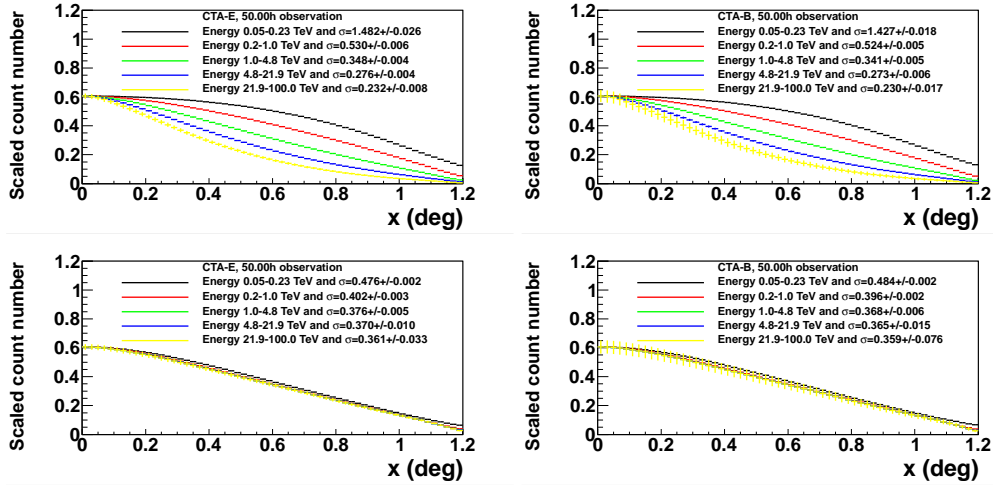 CTA-E, 50.00h observation
Energy 0.05-0.23 TeV and σ=1.482+/-0.026
Energy 0.2-1.0 TeV and σ=0.530+/-0.006
Energy 1.0-4.8 TeV and σ=0.348+/-0.004
Energy 4.8-21.9 TeV and σ=0.276+/-0.004
Energy 21.9-100.0 TeV and σ=0.232+/-0.008
Scaled count number
1.2
1
0.8
0.6
0.4
0.2
0
0 0.2 0.4 0.6 0.8 1 1.2
x (deg)
CTA-B, 50.00h observation
Energy 0.05-0.23 TeV and σ=1.427+/-0.018
Energy 0.2-1.0 TeV and σ=0.524+/-0.005
Energy 1.0-4.8 TeV and σ=0.341+/-0.005
Energy 4.8-21.9 TeV and σ=0.273+/-0.006
Energy 21.9-100.0 TeV and σ=0.230+/-0.017
Scaled count number
1.2
1
0.8
0.6
0.4
0.2
0
0 0.2 0.4 0.6 0.8 1 1.2
x (deg)
CTA-E, 50.00h observation
Energy 0.05-0.23 TeV and σ=0.476+/-0.002
Energy 0.2-1.0 TeV and σ=0.402+/-0.003
Energy 1.0-4.8 TeV and σ=0.376+/-0.005
Energy 4.8-21.9 TeV and σ=0.370+/-0.010
Energy 21.9-100.0 TeV and σ=0.361+/-0.033
Scaled count number
1.2
1
0.8
0.6
0.4
0.2
0
0 0.2 0.4 0.6 0.8 1 1.2
x (deg)
CTA-B, 50.00h observation
Energy 0.05-0.23 TeV and σ=0.484+/-0.002
Energy 0.2-1.0 TeV and σ=0.396+/-0.002
Energy 1.0-4.8 TeV and σ=0.368+/-0.006
Energy 4.8-21.9 TeV and σ=0.365+/-0.015
Energy 21.9-100.0 TeV and σ=0.359+/-0.076
Scaled count number
1.2
1
0.8
0.6
0.4
0.2
0
0 0.2 0.4 0.6 0.8 1 1.2
x (deg)